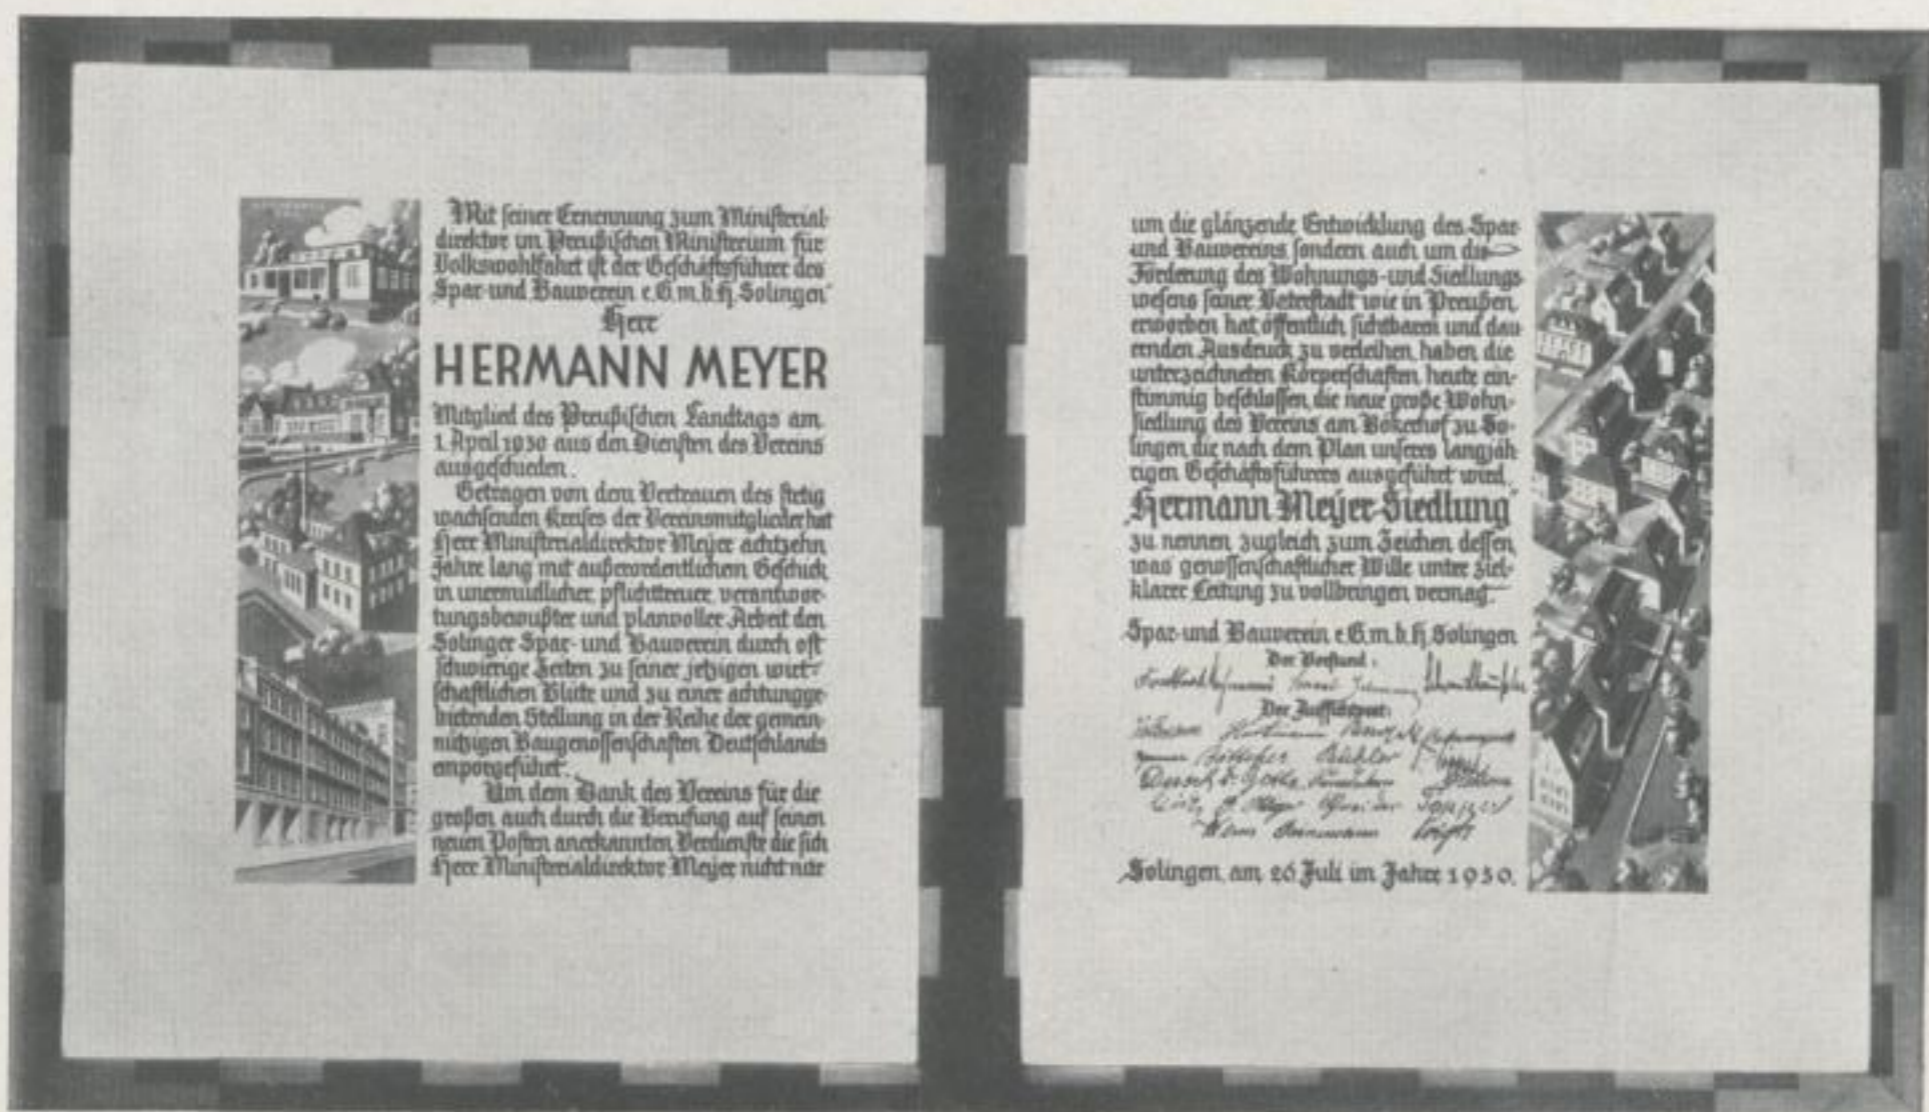 Mit seiner Ernennung zum Ministerial-
direktor im Preußischen Ministerium für
Volkswohlfahrt ist der Geschäftsführer des
„Spar- und Bauverein e.G.m.b.H. Solingen“
Herr
HERMANN MEYER
Mitglied des Preußischen Landtags am
1. April 1930 aus den Diensten des Vereins
ausgeschieden.
Getragen von dem Vertrauen des stetig
wachsenden Kreises der Vereinsmitglieder hat
Herr Ministerialdirektor Meyer achtzehn
Jahre lang mit außerordentlichem Geschick
in unermüdlicher, pflichttreuer, verantwor-
tungsbewußter und planvoller Arbeit den
Solinger Spar- und Bauverein durch oft
schwierige Zeiten zu seiner jetzigen wirt-
schaftlichen Blüte und zu einer achtungge-
bietenden Stellung in der Reihe der gemein-
nützigen Baugenossenschaften Deutschlands
emporgeführt.
Um dem Dank des Vereins für die
großen auch durch die Berufung auf seinen
neuen Posten anerkannten Verdienste die sich
Herr Ministerialdirektor Meyer nicht nur
um die glänzende Entwicklung des Spar-
und Bauvereins sondern auch um die
Förderung des Wohnungs- und Siedlungs
wesens seiner Vaterstadt wie in Preußen,
erworben hat öffentlich sichtbaren und dau
ernden Ausdruck zu verleihen, haben die
unterzeichneten Körperschaften heute ein-
stimmig beschlossen, die neue große Wohn-
siedlung des Vereins am Bökerhof zu So-
lingen, die nach dem Plan unseres langjäh-
rigen Geschäftsführers ausgeführt wird,
„Hermann Meyer-Siedlung“
zu nennen, zugleich zum Zeichen dessen,
was genossenschaftlicher Wille unter ziel-
klarer Leitung zu vollbringen vermag.
Spar- und Bauverein e.G.m.b.H. Solingen
Der Vorstand:
Der Aufsichtsrat:
Solingen, am 26 Juli im Jahre 1930.